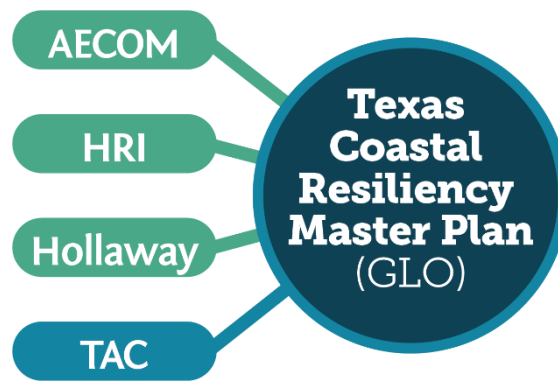 AECOM
HRI
Hollaway
TAC
Texas
Coastal
Resiliency
Master Plan
(GLO)